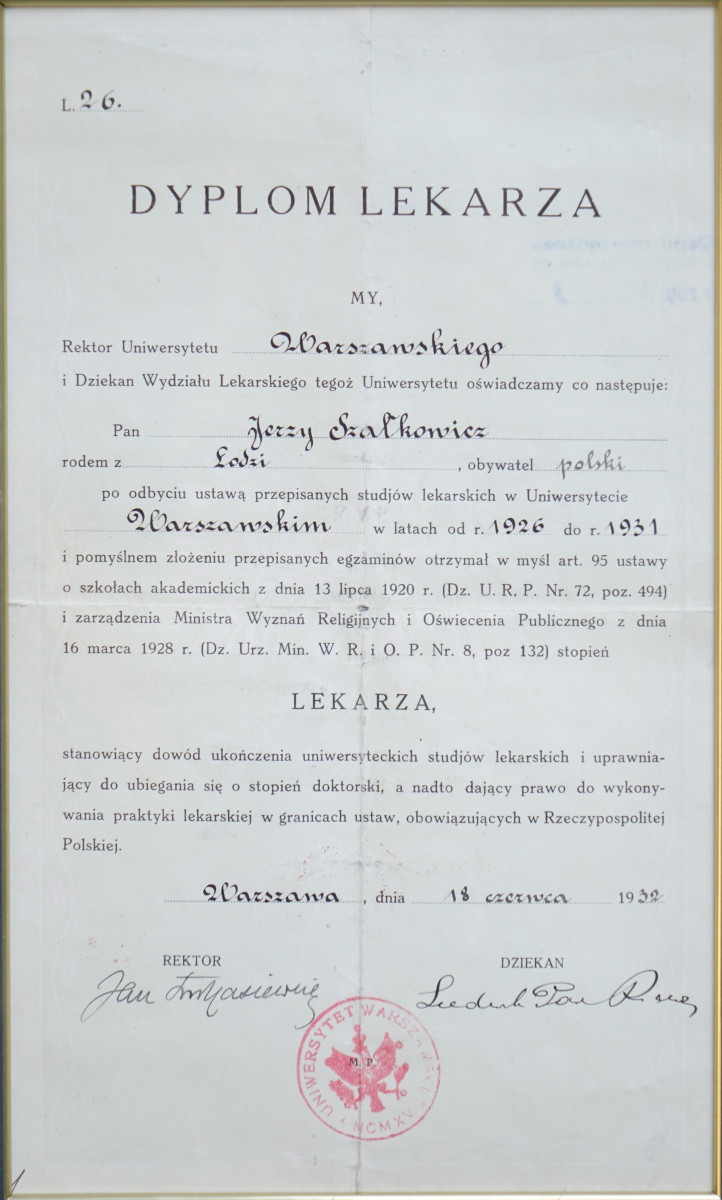 L. 26.
DYPLOM LEKARZA
MY,
Rektor Uniwersytetu Warszawskiego
i Dziekan Wydziału Lekarskiego tegoż Uniwersytetu oświadczamy co następuje:
Pan Jerzy Szałkowicz
rodem z Łodzi, obywatel polski
po odbyciu ustawą przepisanych studjów lekarskich w Uniwersytecie
Warszawskim w latach od r. 1926 do r. 1931
i pomyślnem złożeniu przepisanych egzaminów otrzymał w myśl art. 95 ustawy
o szkołach akademickich z dnia 13 lipca 1920 r. (Dz. U. R. P. Nr. 72, poz. 494)
i zarządzenia Ministra Wyznań Religijnych i Oświecenia Publicznego z dnia
16 marca 1928 r. (Dz. Urz. Min. W. R. i O. P. Nr. 8, poz 132) stopień
LEKARZA,
stanowiący dowód ukończenia uniwersyteckich studjów lekarskich i uprawnia-
jący do ubiegania się o stopień doktorski, a nadto dający prawo do wykony-
wania praktyki lekarskiej w granicach ustaw, obowiązujących w Rzeczypospolitej
Polskiej.
Warszawa, dnia 18 czerwca 1932
REKTOR DZIEKAN
Jan
UNIWERSYTET WARSZAWSKI
M. P.
MCMXV